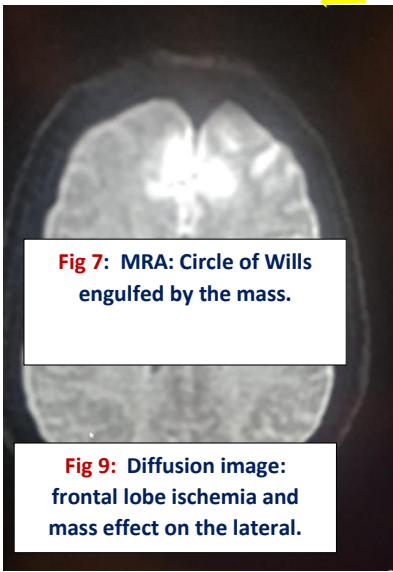 Fig 7: MRA: Circle of Wills
engulfed by the mass.
Fig 9: Diffusion image:
frontal lobe ischemia and
mass effect on the lateral.